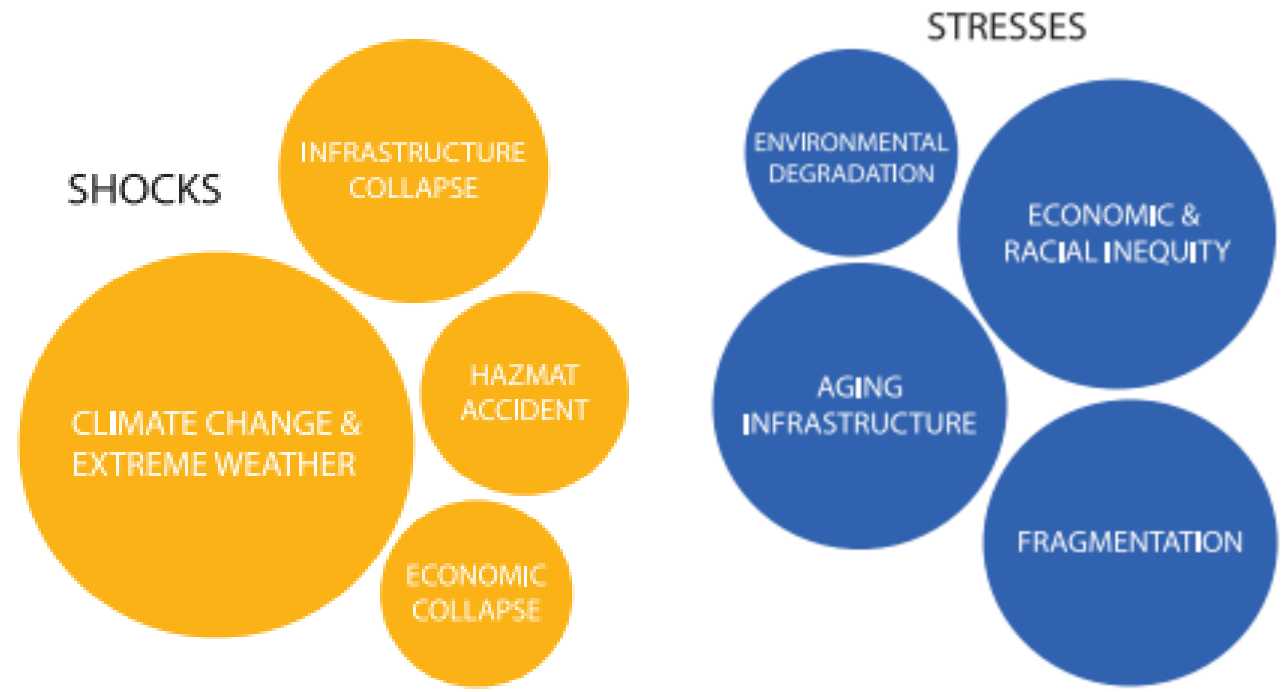 SHOCKS
INFRASTRUCTURE
COLLAPSE
CLIMATE CHANGE &
EXTREME WEATHER
HAZMAT
ACCIDENT
ECONOMIC
COLLAPSE
STRESSES
ENVIRONMENTAL
DEGRADATION
ECONOMIC &
RACIAL INEQUITY
AGING
INFRASTRUCTURE
FRAGMENTATION